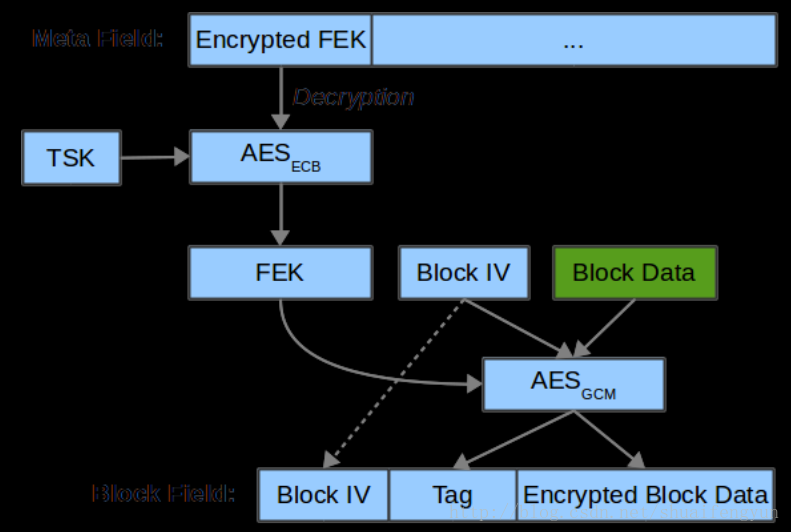 Meta Field:
Encrypted FEK
...
Decryption
TSK
AES ECB
FEK
Block IV
Block Data
AES GCM
Block Field:
Block IV
Tag
Encrypted Block Data